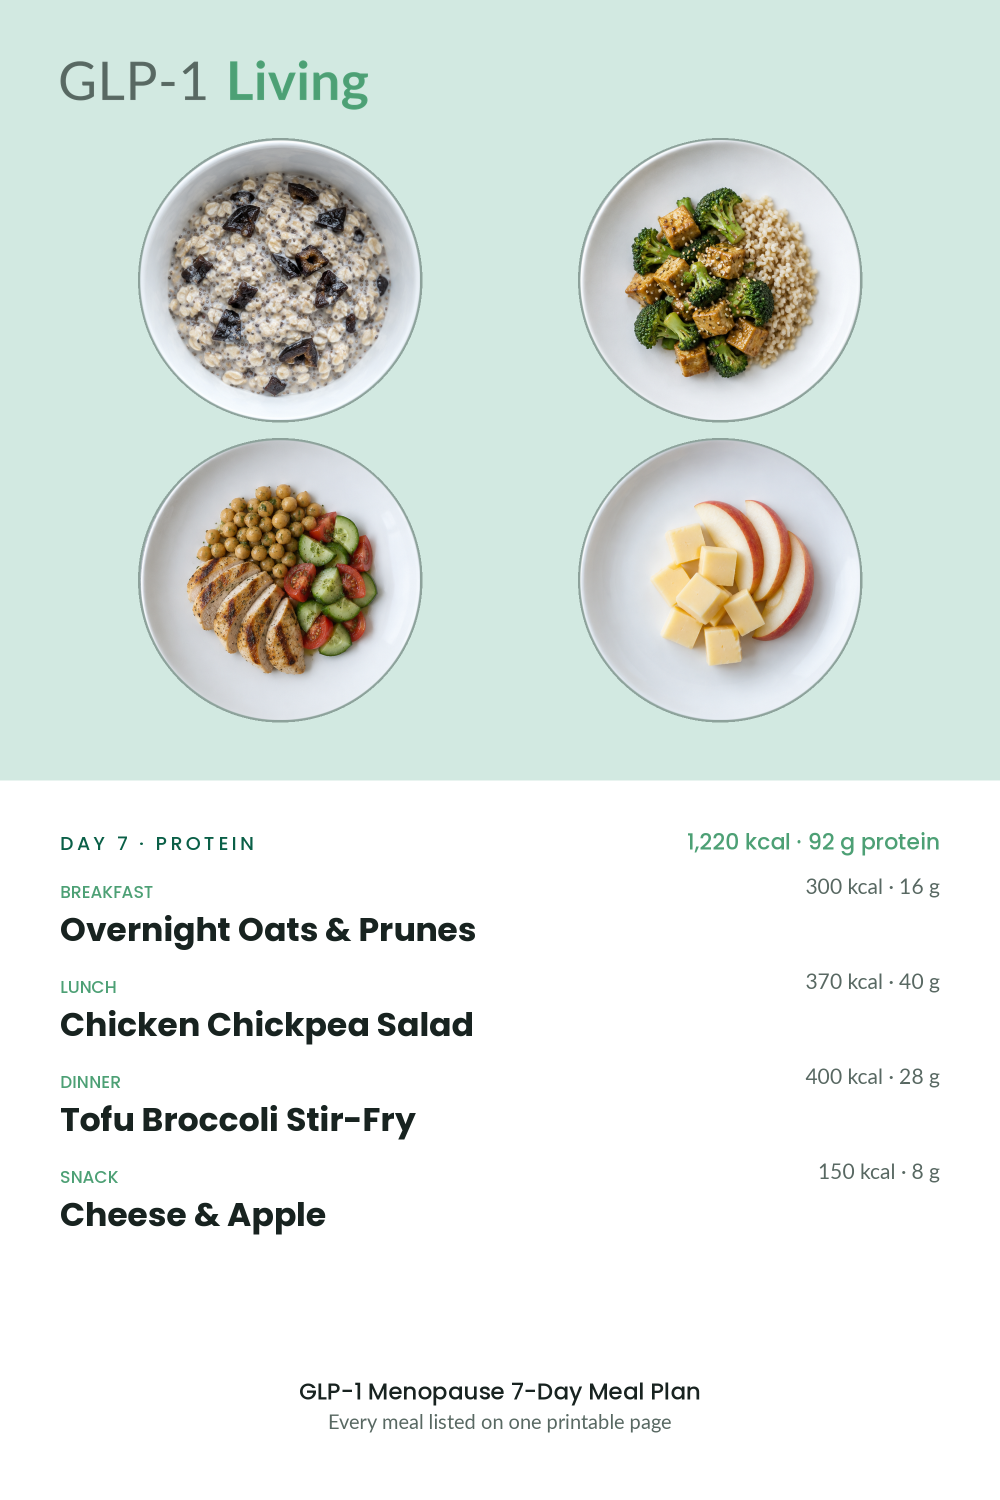 GLP-1 Living
DAY 7 · PROTEIN
1,220 kcal · 92 g protein
BREAKFAST
300 kcal · 16 g
Overnight Oats & Prunes
LUNCH
370 kcal · 40 g
Chicken Chickpea Salad
DINNER
400 kcal · 28 g
Tofu Broccoli Stir-Fry
SNACK
150 kcal · 8 g
Cheese & Apple
GLP-1 Menopause 7-Day Meal Plan
Every meal listed on one printable page